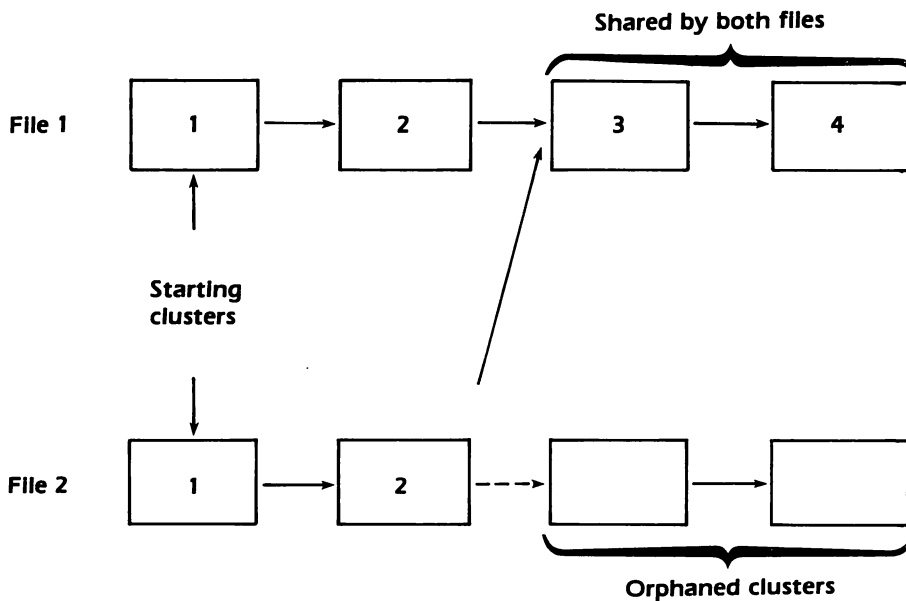 Shared by both files
File 1
1
2
3
4
Starting
clusters
File 2
1
2
Orphaned clusters